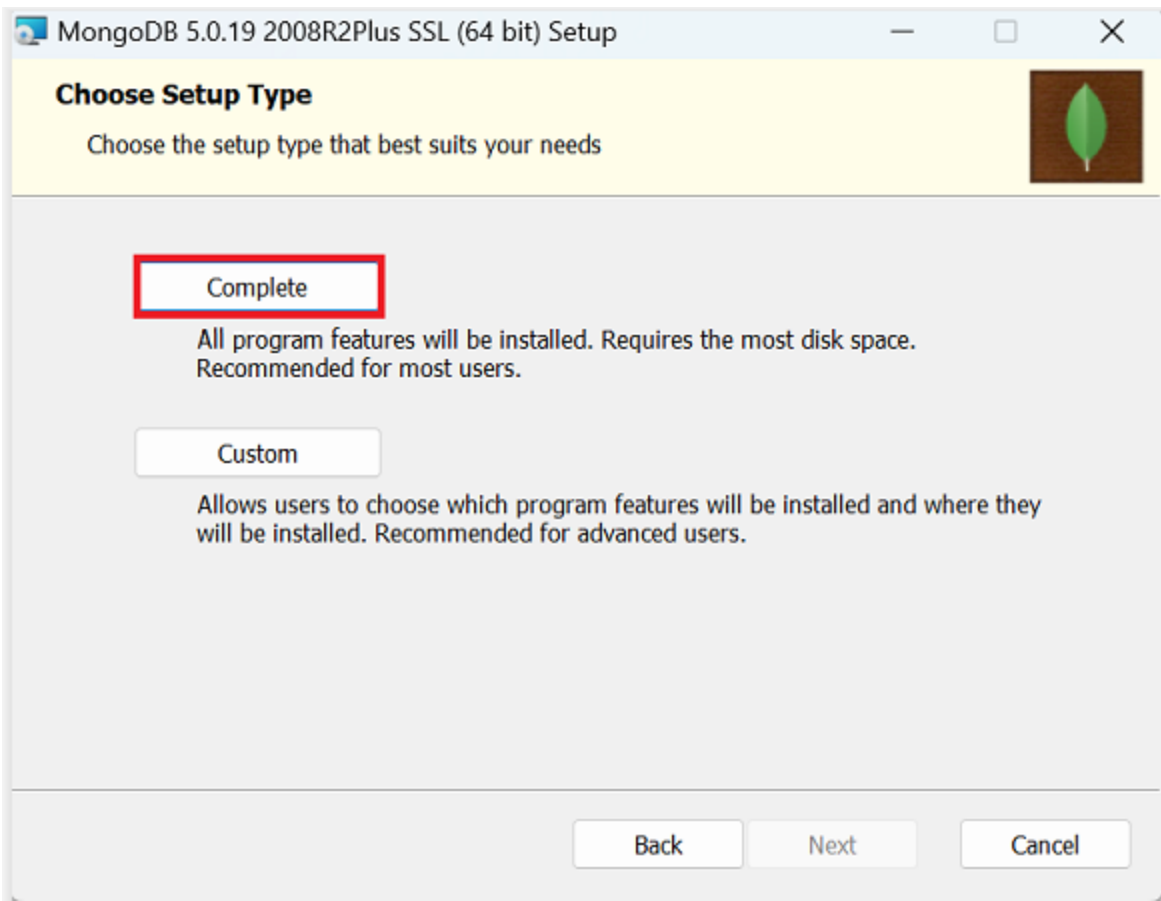 MongoDB 5.0.19 2008R2Plus SSL (64 bit) Setup
Choose Setup Type
Choose the setup type that best suits your needs
Complete
All program features will be installed. Requires the most disk space.
Recommended for most users.
Custom
Allows users to choose which program features will be installed and where they
will be installed. Recommended for advanced users.
Back Next Cancel